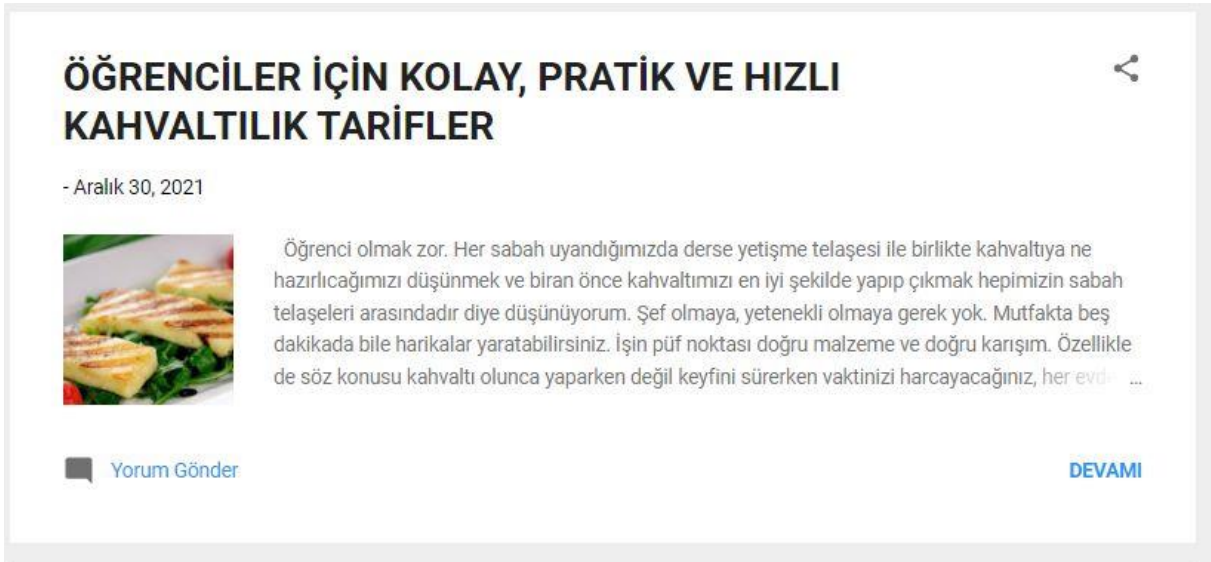 ÖĞRENCİLER İÇİN KOLAY, PRATİK VE HIZLI
KAHVALTILIK TARİFLER
- Aralık 30, 2021
Öğrenci olmak zor. Her sabah uyandığımızda derse yetişme telaşesi ile birlikte kahvaltıya ne
hazırlıcağımızı düşünmek ve biran önce kahvaltımızı en iyi şekilde yapıp çıkmak hepimizin sabah
telaşeleri arasındadır diye düşünüyorum. Şef olmaya, yetenekli olmaya gerek yok. Mutfakta beş
dakikada bile harikalar yaratabilirsiniz. İşin püf noktası doğru malzeme ve doğru karışım. Özellikle
de söz konusu kahvaltı olunca yaparken değil keyfini sürerken vaktinizi harcayacağınız, her evde ...
Yorum Gönder
DEVAMI